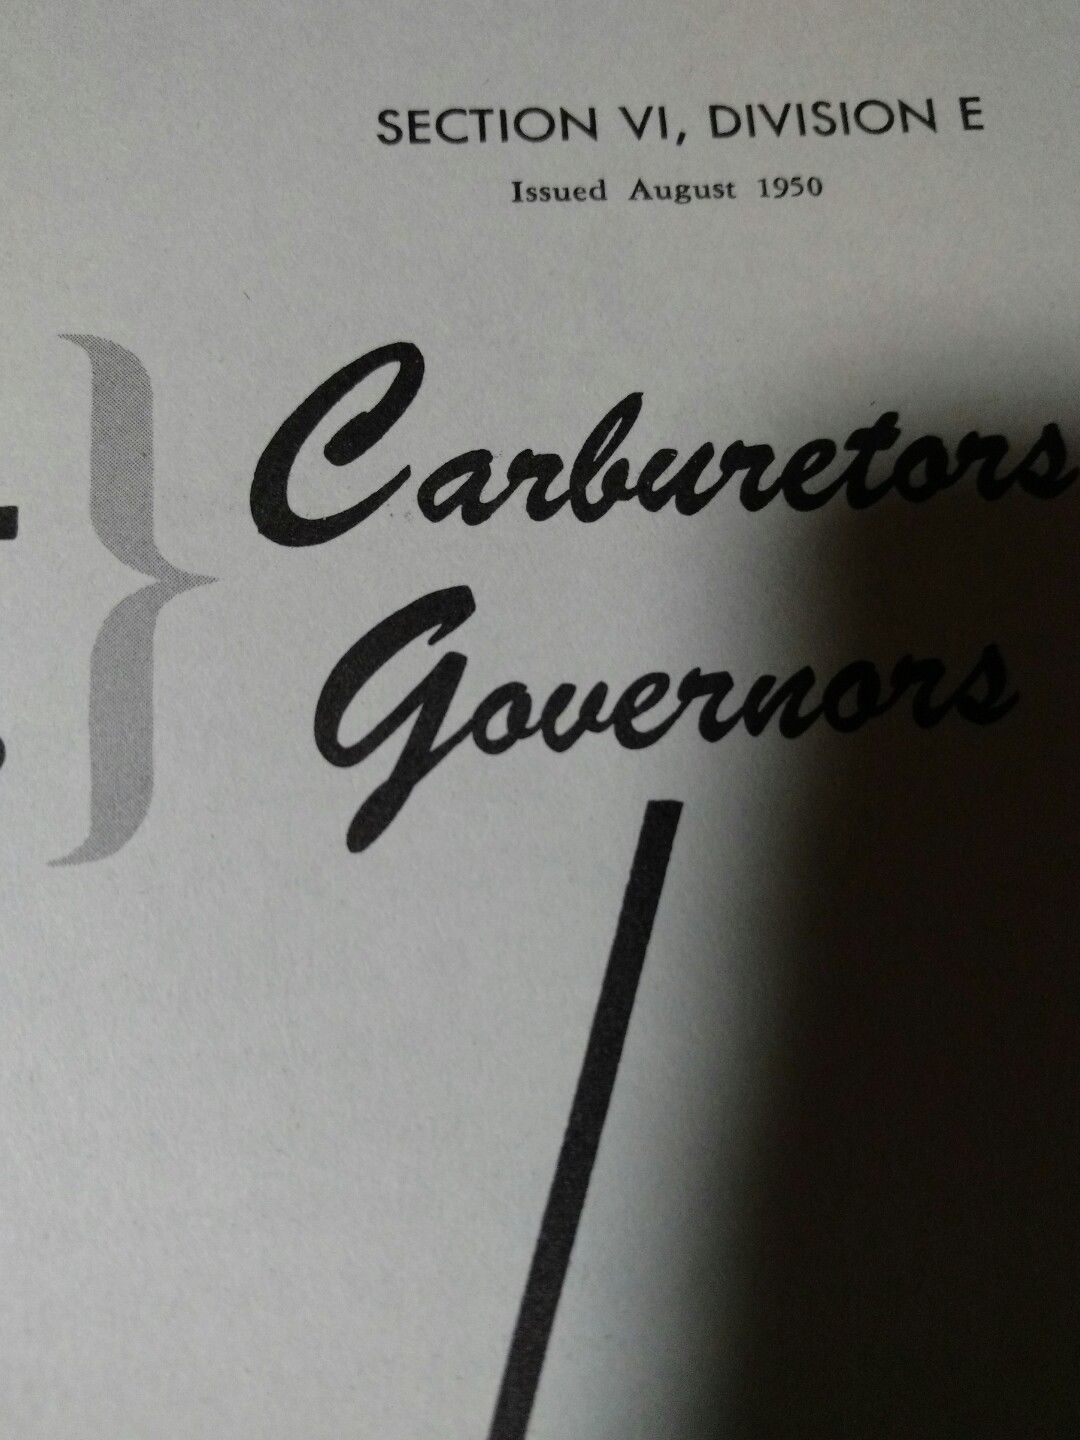 SECTION VI, DIVISION E
Issued August 1950
Carburetors
Governors